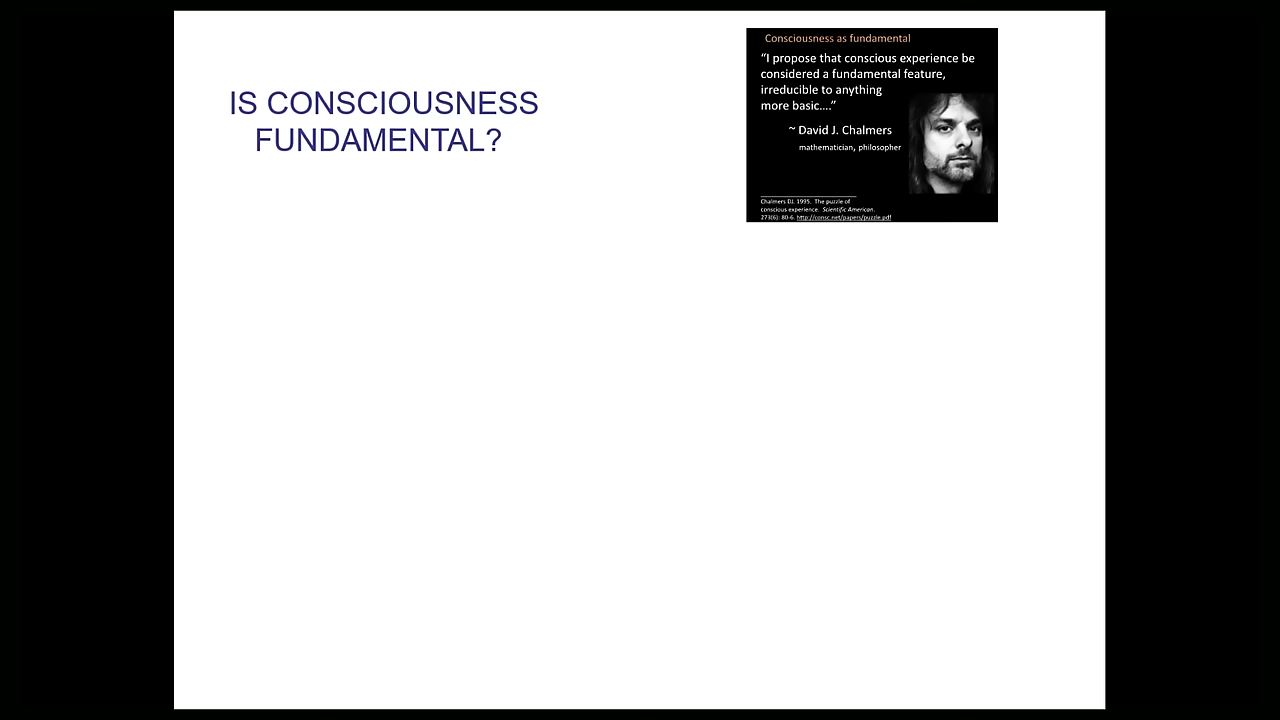 IS CONSCIOUSNESS
FUNDAMENTAL?
Consciousness as fundamental
“I propose that conscious experience be
considered a fundamental feature,
irreducible to anything
more basic....”
~ David J. Chalmers
mathematician, philosopher
Chalmers DJ. 1995. The puzzle of
conscious experience. Scientific American.
273(6): 80-6. http://consc.net/papers/puzzle.pdf